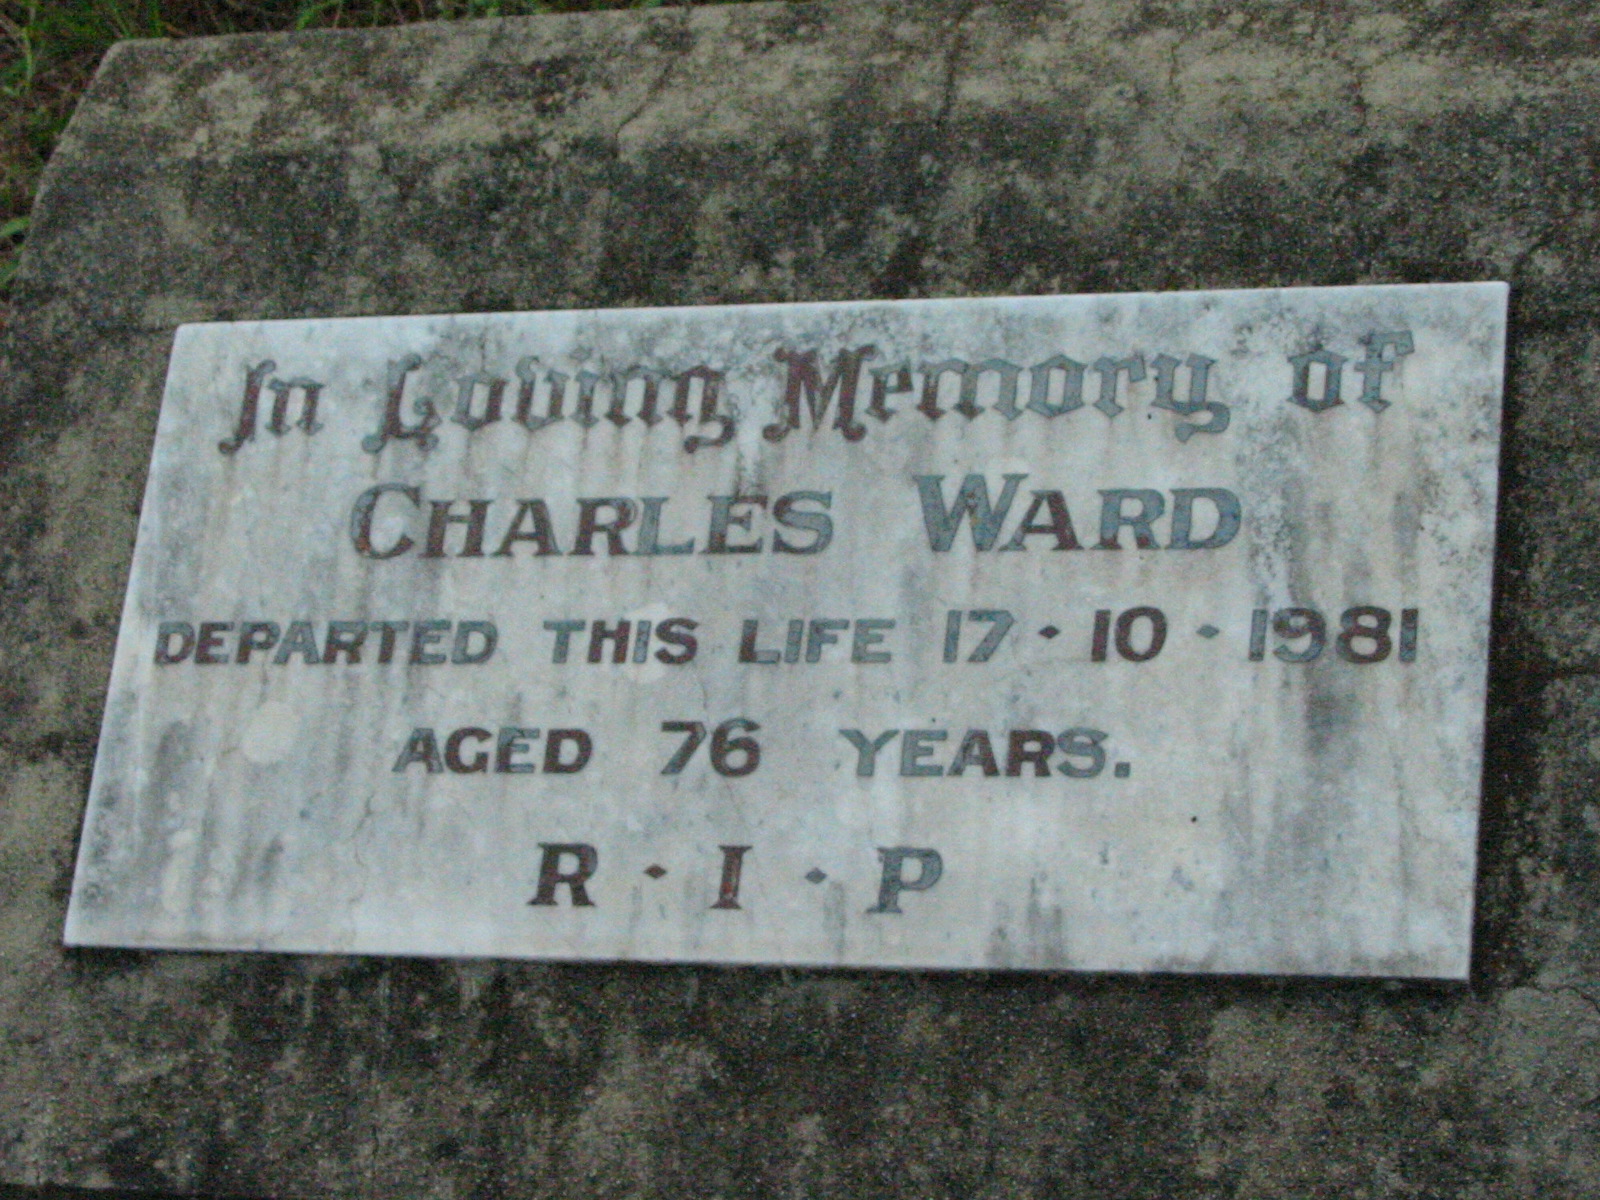 In Loving Memory of
CHARLES WARD
DEPARTED THIS LIFE 17 · 10 · 1981
AGED 76 YEARS.
R · I · P